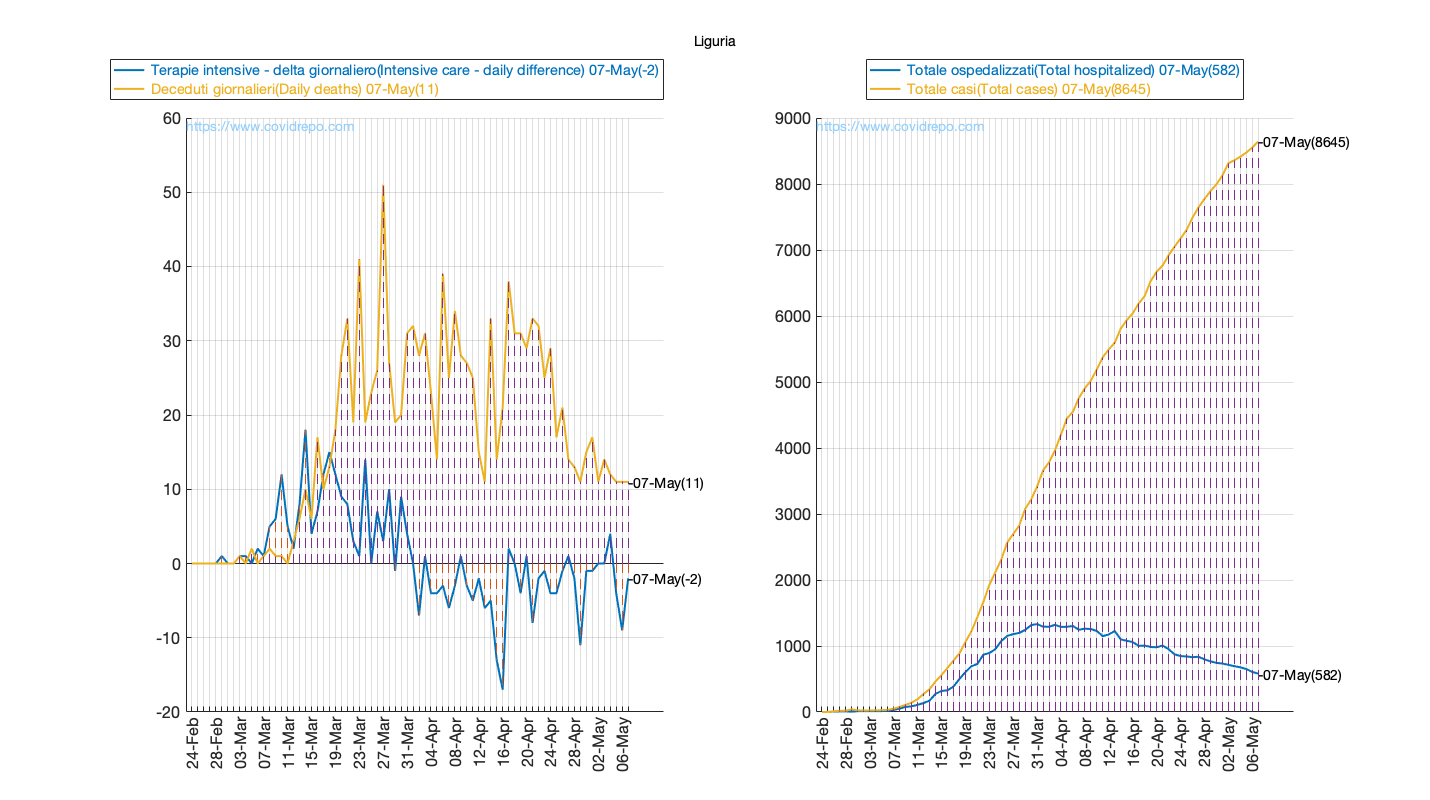 Liguria
Terapie intensive - delta giornaliero(Intensive care - daily difference) 07-May(-2)
Deceduti giornalieri(Daily deaths) 07-May(11)
https://www.covidrepo.com
60
50
40
30
20
10
0
-10
-20
-07-May(11)
-07-May(-2)
24-Feb
28-Feb
03-Mar
07-Mar
11-Mar
15-Mar
19-Mar
23-Mar
27-Mar
31-Mar
04-Apr
08-Apr
12-Apr
16-Apr
20-Apr
24-Apr
28-Apr
02-May
06-May
Totale ospedalizzati(Total hospitalized) 07-May(582)
Totale casi(Total cases) 07-May(8645)
https://www.covidrepo.com
9000
8000
7000
6000
5000
4000
3000
2000
1000
0
-07-May(8645)
-07-May(582)
24-Feb
28-Feb
03-Mar
07-Mar
11-Mar
15-Mar
19-Mar
23-Mar
27-Mar
31-Mar
04-Apr
08-Apr
12-Apr
16-Apr
20-Apr
24-Apr
28-Apr
02-May
06-May